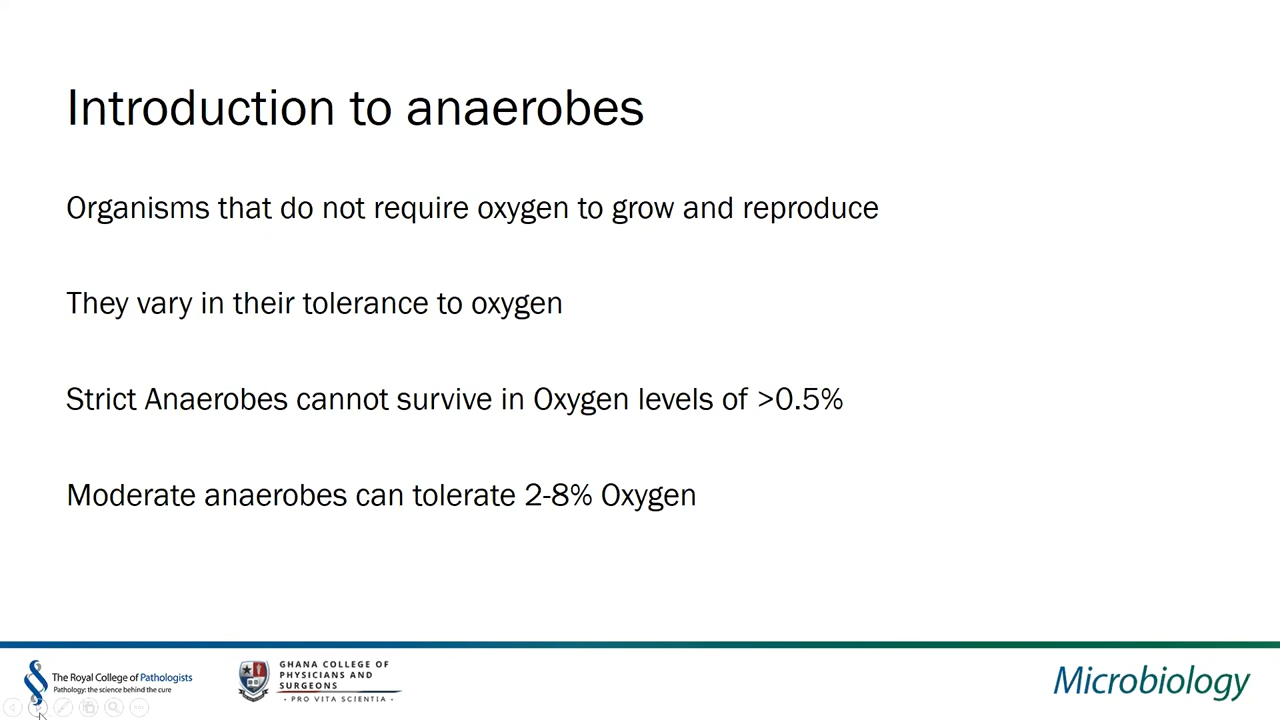 Introduction to anaerobes
Organisms that do not require oxygen to grow and reproduce
They vary in their tolerance to oxygen
Strict Anaerobes cannot survive in Oxygen levels of >0.5%
Moderate anaerobes can tolerate 2-8% Oxygen
The Royal College of Pathologists
Pathology: the science behind the cure
GHANA COLLEGE OF
PHYSICIANS AND
SURGEONS
• PRO VITA SCIENTIA •
Microbiology